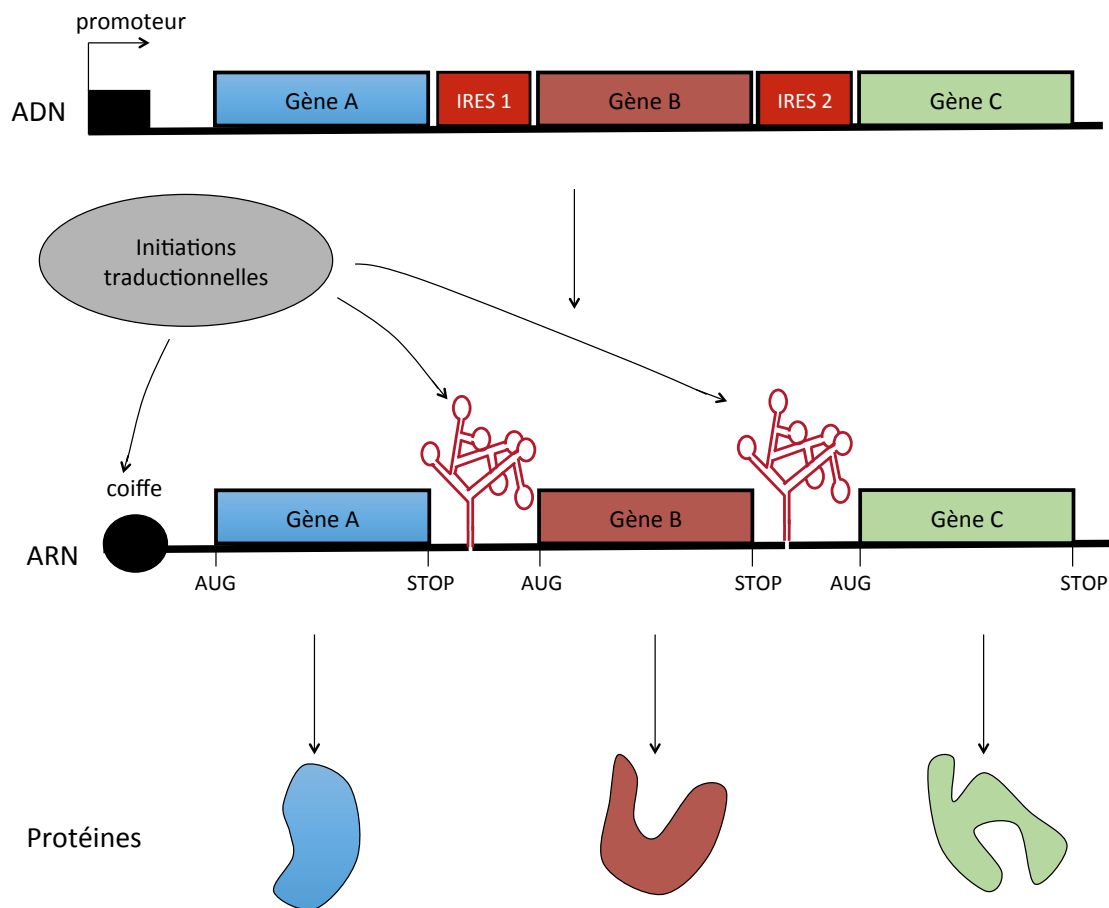 promoteur
ADN
Gène A
IRES 1
Gène B
IRES 2
Gène C
Initiations
traductionnelles
coiffe
ARN
Gène A
Gène B
Gène C
AUG
STOP
AUG
STOP
AUG
STOP
Protéines